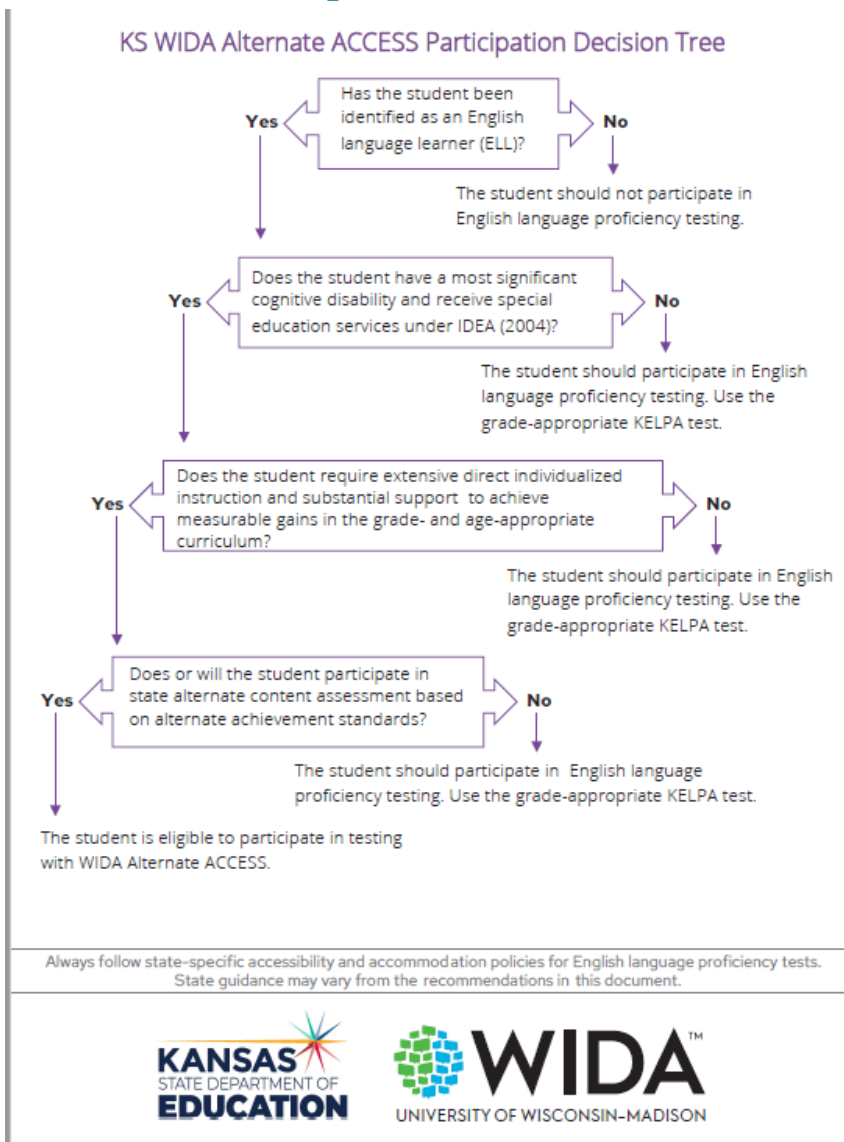 KS WIDA Alternate ACCESS Participation Decision Tree
Has the student been
identified as an English
language learner (ELL)?
Yes
No
The student should not participate in
English language proficiency testing.
Does the student have a most significant
cognitive disability and receive special
education services under IDEA (2004)?
Yes
No
The student should participate in English
language proficiency testing. Use the
grade-appropriate KELPA test.
Does the student require extensive direct individualized
instruction and substantial support to achieve
measurable gains in the grade- and age-appropriate
curriculum?
Yes
No
The student should participate in English
language proficiency testing. Use the
grade-appropriate KELPA test.
Does or will the student participate in
state alternate content assessment based
on alternate achievement standards?
Yes
No
The student should participate in English language
proficiency testing. Use the grade-appropriate KELPA test.
The student is eligible to participate in testing
with WIDA Alternate ACCESS.
Always follow state-specific accessibility and accommodation policies for English language proficiency tests.
State guidance may vary from the recommendations in this document.
KANSAS
STATE DEPARTMENT OF
EDUCATION
WIDA™
UNIVERSITY OF WISCONSIN–MADISON